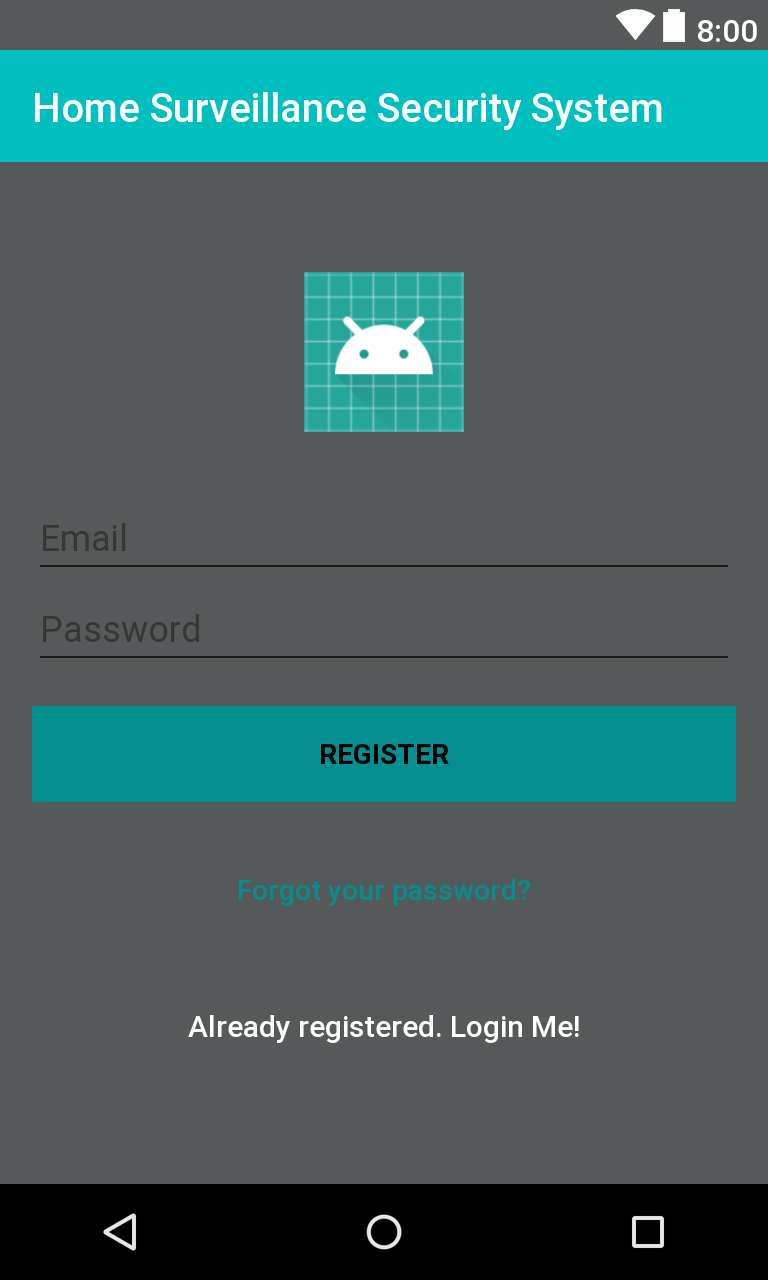 8:00
Home Surveillance Security System
Email
Password
REGISTER
Forgot your password?
Already registered. Login Me!